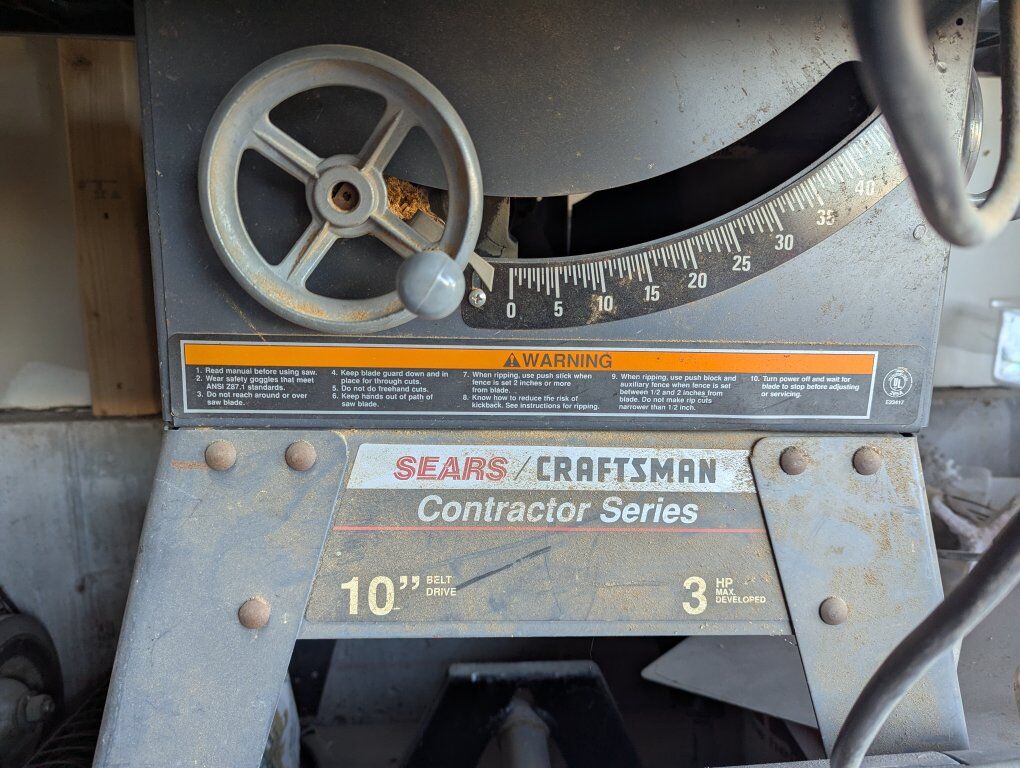 0 5 10 15 20 25 30 35 40
WARNING
1. Read manual before using saw.
2. Wear safety goggles that meet
ANSI Z87.1 standards.
3. Do not reach around or over
saw blade.
4. Keep blade guard down and in
place for through cuts.
5. Do not do freehand cuts.
6. Keep hands out of path of
saw blade.
7. When ripping, use push stick when
fence is set 2 inches or more
from blade.
8. Know how to reduce the risk of
kickback. See instructions for ripping.
9. When ripping, use push block and
auxiliary fence when fence is set
between 1/2 and 2 inches from
blade. Do not make rip cuts
narrower than 1/2 inch.
10. Turn power off and wait for
blade to stop before adjusting
or servicing.
UL
SEARS / CRAFTSMAN
Contractor Series
10” BELT
DRIVE
3 HP
MAX.
DEVELOPED